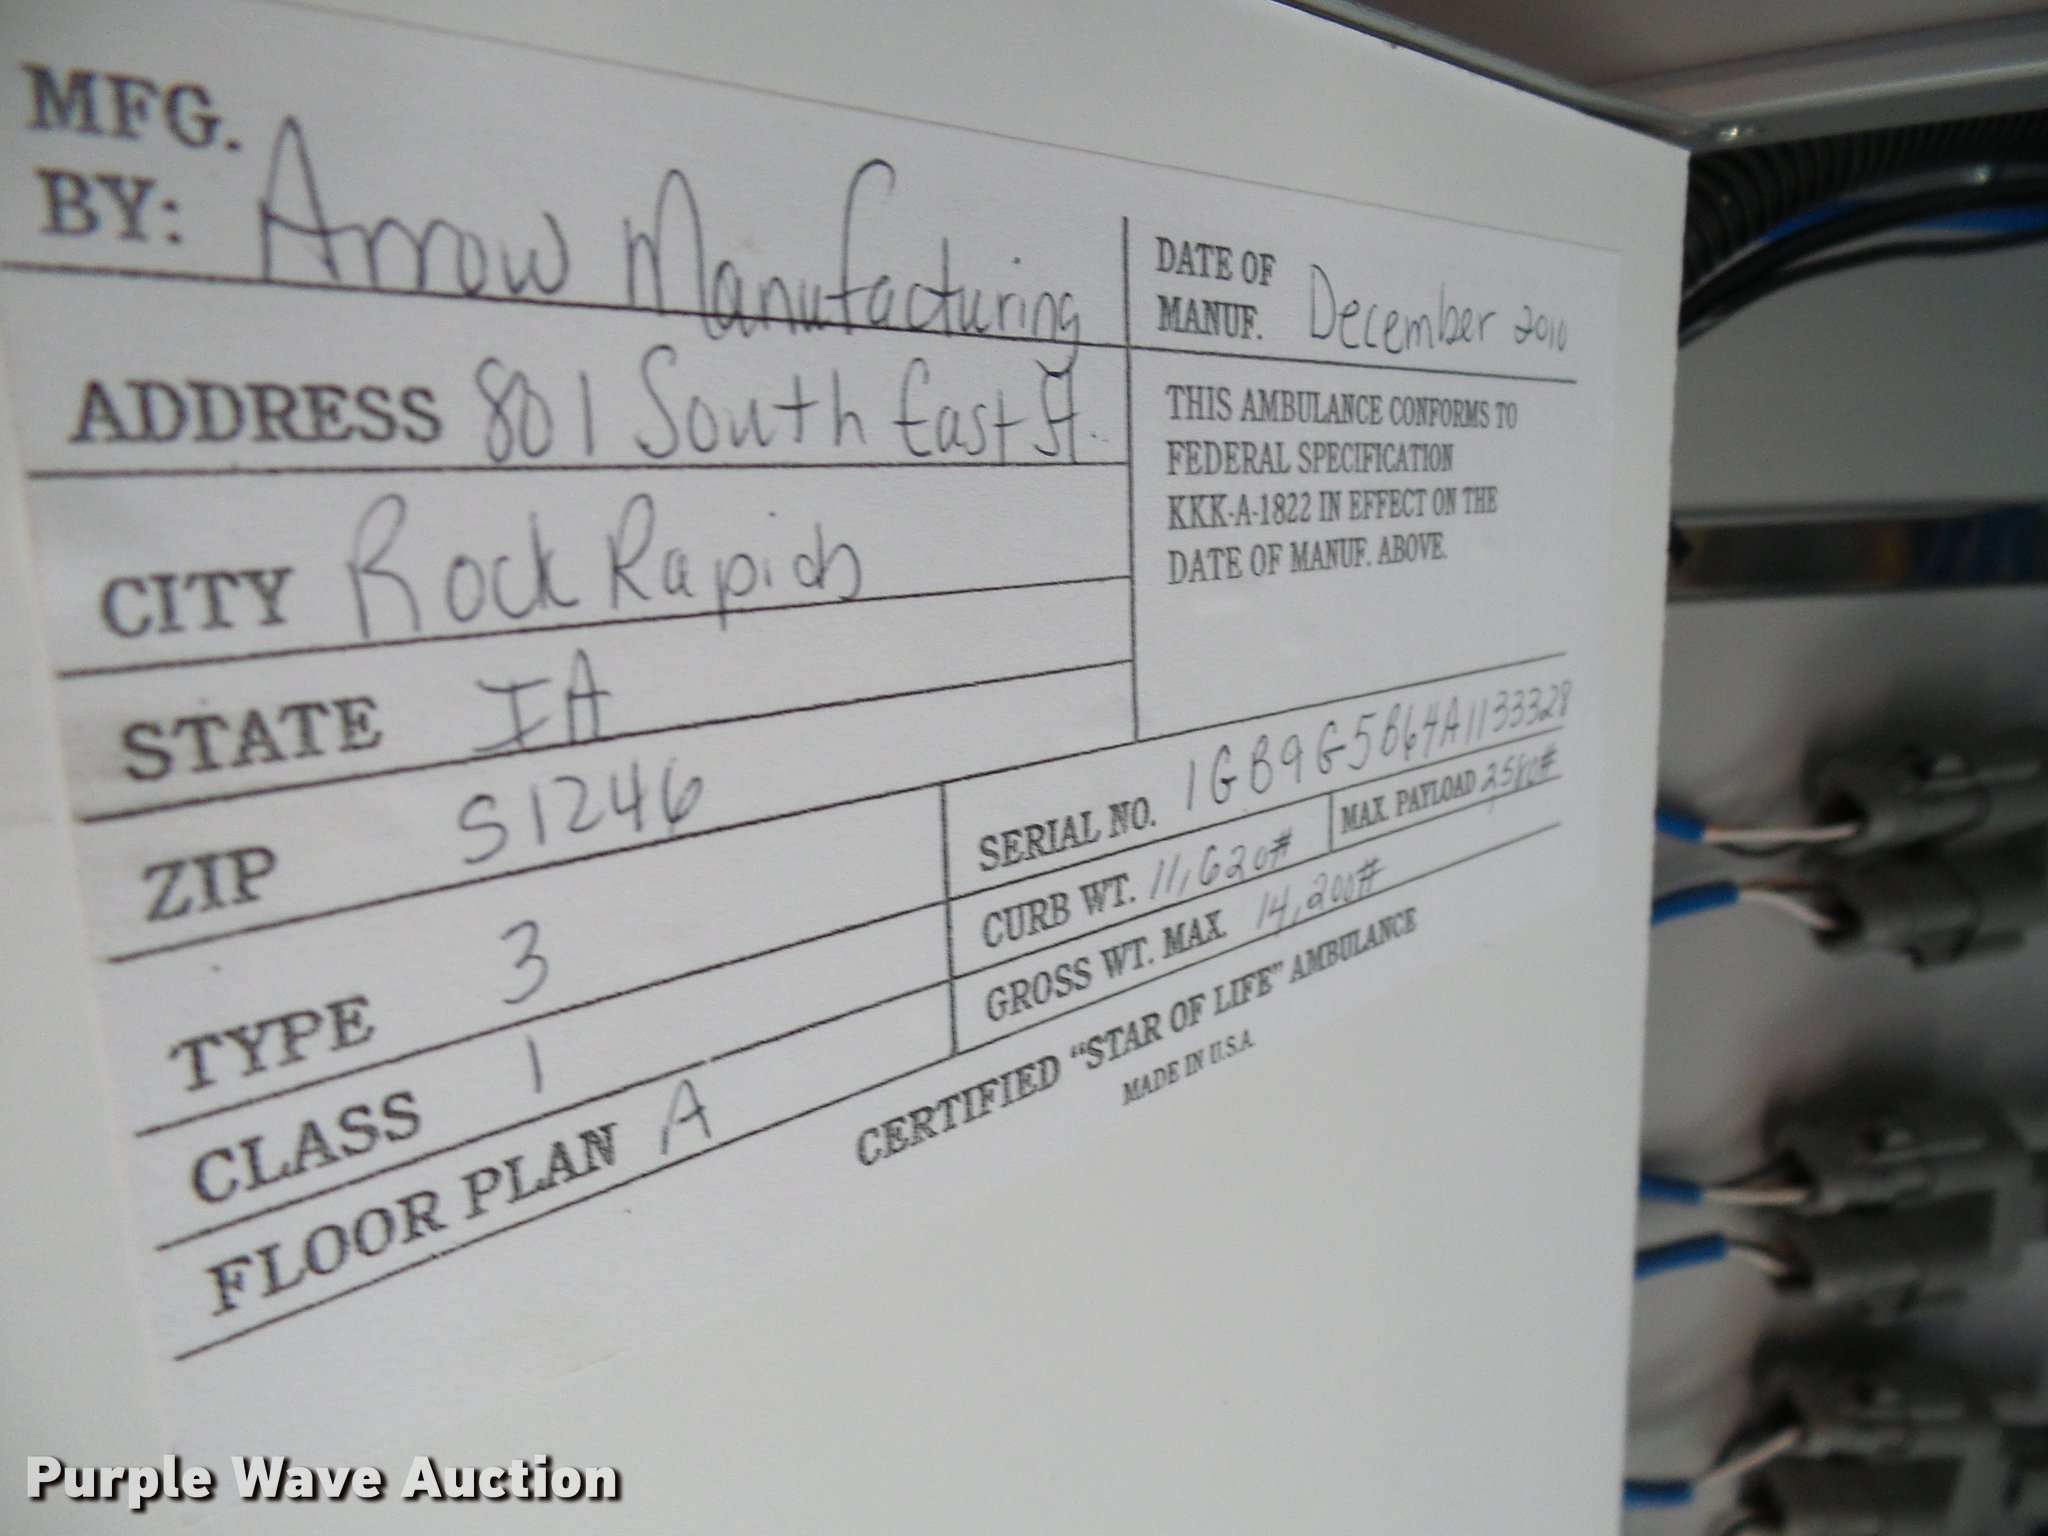 MFG.
BY: Arrow Manufacturing
DATE OF
MANUF. December 2010
ADDRESS 801 South East St.
THIS AMBULANCE CONFORMS TO
FEDERAL SPECIFICATION
KKK-A-1822 IN EFFECT ON THE
DATE OF MANUF. ABOVE.
CITY Rock Rapids
STATE IA
ZIP 51246
SERIAL NO. 1GB9G5B64A1133328
TYPE 3
CURB WT. 11,620# MAX. PAYLOAD 2,580#
CLASS 1
GROSS WT. MAX. 14,200#
FLOOR PLAN A
CERTIFIED "STAR OF LIFE" AMBULANCE
MADE IN U.S.A
Purple Wave Auction